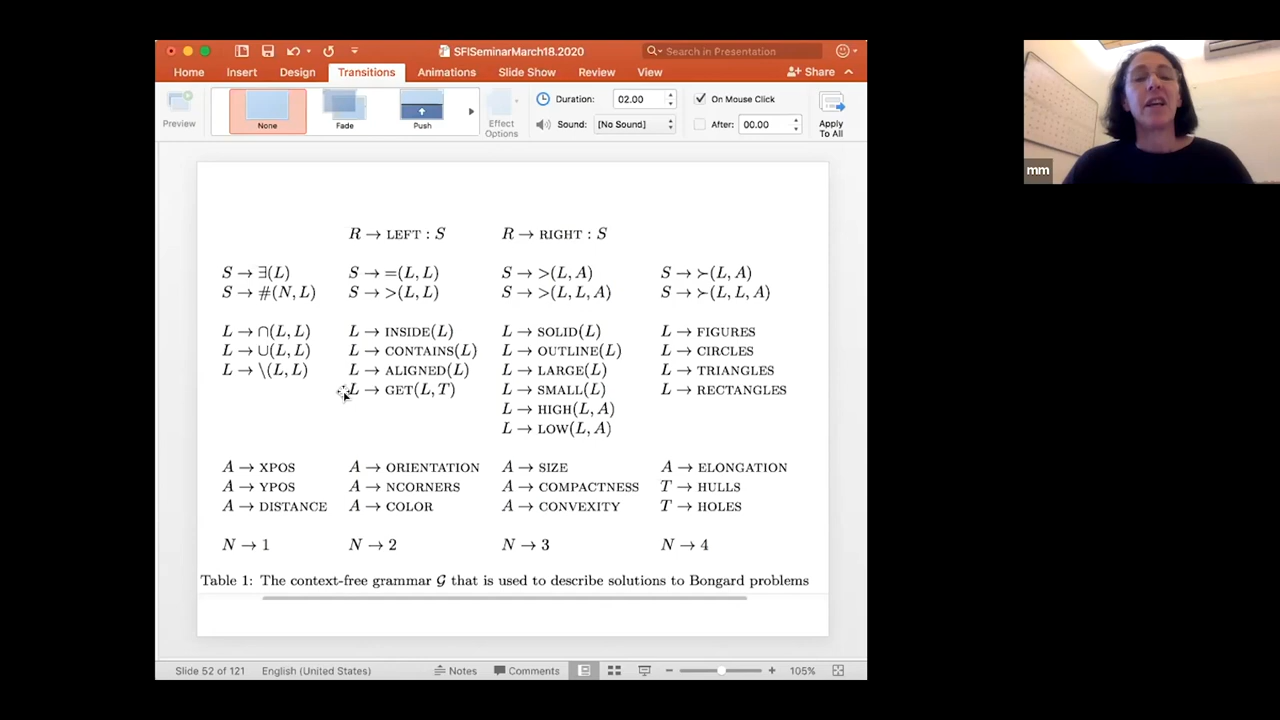 SFISeminarMarch18.2020
Search in Presentation
Home Insert Design Transitions Animations Slide Show Review View Share
Preview
None Fade Push
Effect Options
Duration: 02.00
Sound: [No Sound]
On Mouse Click
After: 00.00
Apply To All
mm
R → LEFT : S R → RIGHT : S
S → ∃(L) S → =(L, L) S → >(L, A) S → ≻(L, A)
S → #(N, L) S → >(L, L) S → >(L, L, A) S → ≻(L, L, A)
L → ∩(L, L) L → INSIDE(L) L → SOLID(L) L → FIGURES
L → ∪(L, L) L → CONTAINS(L) L → OUTLINE(L) L → CIRCLES
L → \(L, L) L → ALIGNED(L) L → LARGE(L) L → TRIANGLES
L → GET(L, T) L → SMALL(L) L → RECTANGLES
L → HIGH(L, A)
L → LOW(L, A)
A → XPOS A → ORIENTATION A → SIZE A → ELONGATION
A → YPOS A → NCORNERS A → COMPACTNESS T → HULLS
A → DISTANCE A → COLOR A → CONVEXITY T → HOLES
N → 1 N → 2 N → 3 N → 4
Table 1: The context-free grammar 𝒢 that is used to describe solutions to Bongard problems
Slide 52 of 121 English (United States) Notes Comments 105%